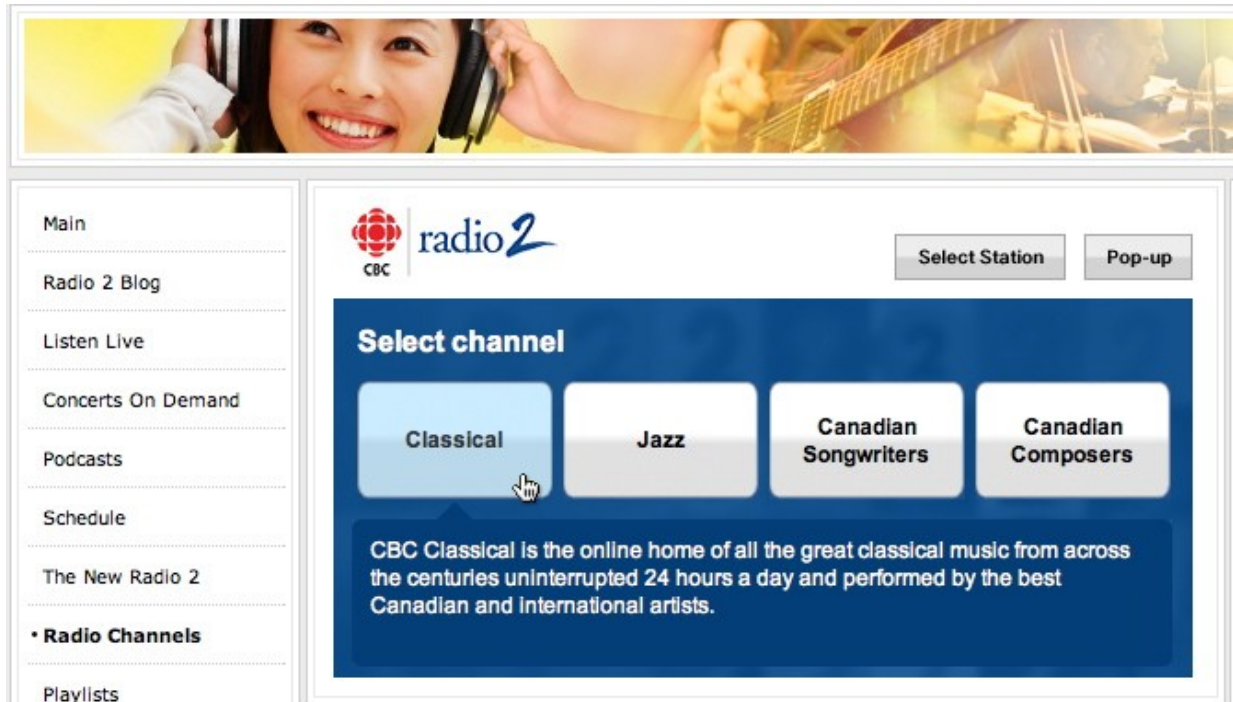 Main
Radio 2 Blog
Listen Live
Concerts On Demand
Podcasts
Schedule
The New Radio 2
• Radio Channels
Playlists
CBC
radio 2
Select Station
Pop-up
Select channel
Classical
Jazz
Canadian
Songwriters
Canadian
Composers
CBC Classical is the online home of all the great classical music from across
the centuries uninterrupted 24 hours a day and performed by the best
Canadian and international artists.